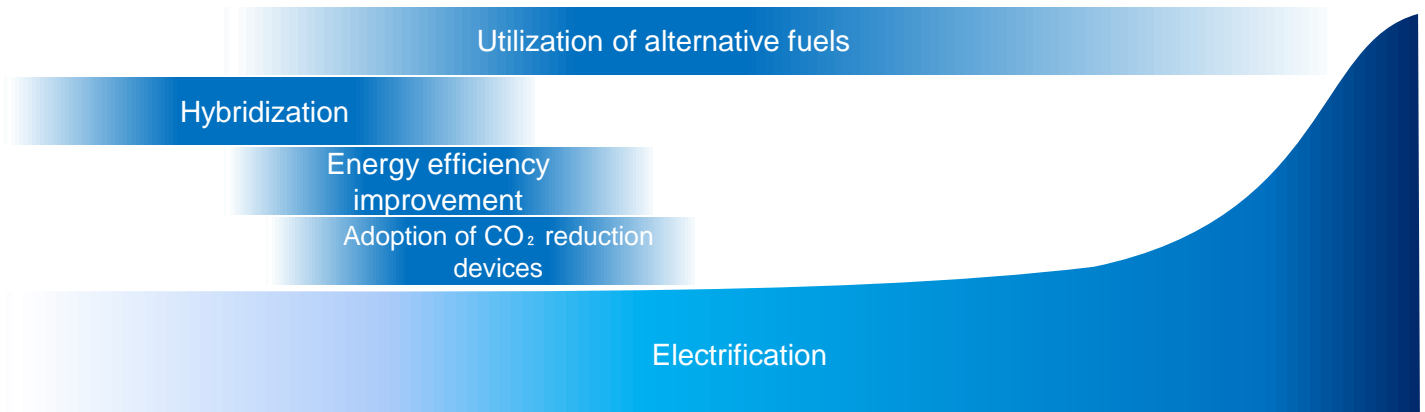 Utilization of alternative fuels
Hybridization
Energy efficiency
improvement
Adoption of CO₂ reduction
devices
Electrification